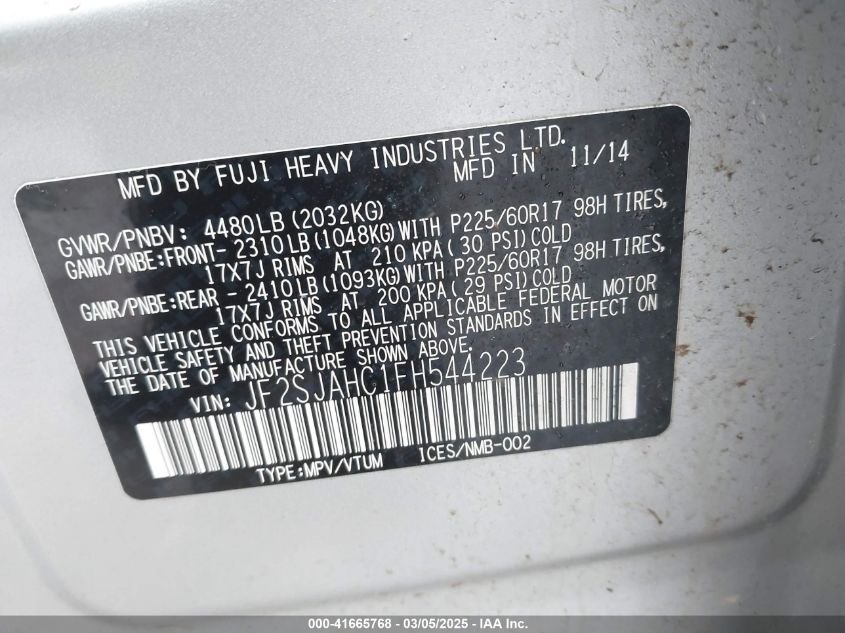 MFD BY FUJI HEAVY INDUSTRIES LTD.
MFD IN 11/14
GVWR/PNBV: 4480LB(2032KG)
GAWR/PNBE:FRONT- 2310LB(1048KG)WITH P225/60R17 98H TIRES,
17X7J RIMS AT 210 KPA( 30 PSI)COLD
GAWR/PNBE:REAR - 2410LB(1093KG)WITH P225/60R17 98H TIRES,
17X7J RIMS AT 200 KPA( 29 PSI)COLD
THIS VEHICLE CONFORMS TO ALL APPLICABLE FEDERAL MOTOR
VEHICLE SAFETY AND THEFT PREVENTION STANDARDS IN EFFECT ON
THE DATE OF MANUFACTURE SHOWN ABOVE.
VIN: JF2SJAHC1FH544223
TYPE:MPV/VTUM ICES/NMB-002
000-41665768 - 03/05/2025 - IAA Inc.